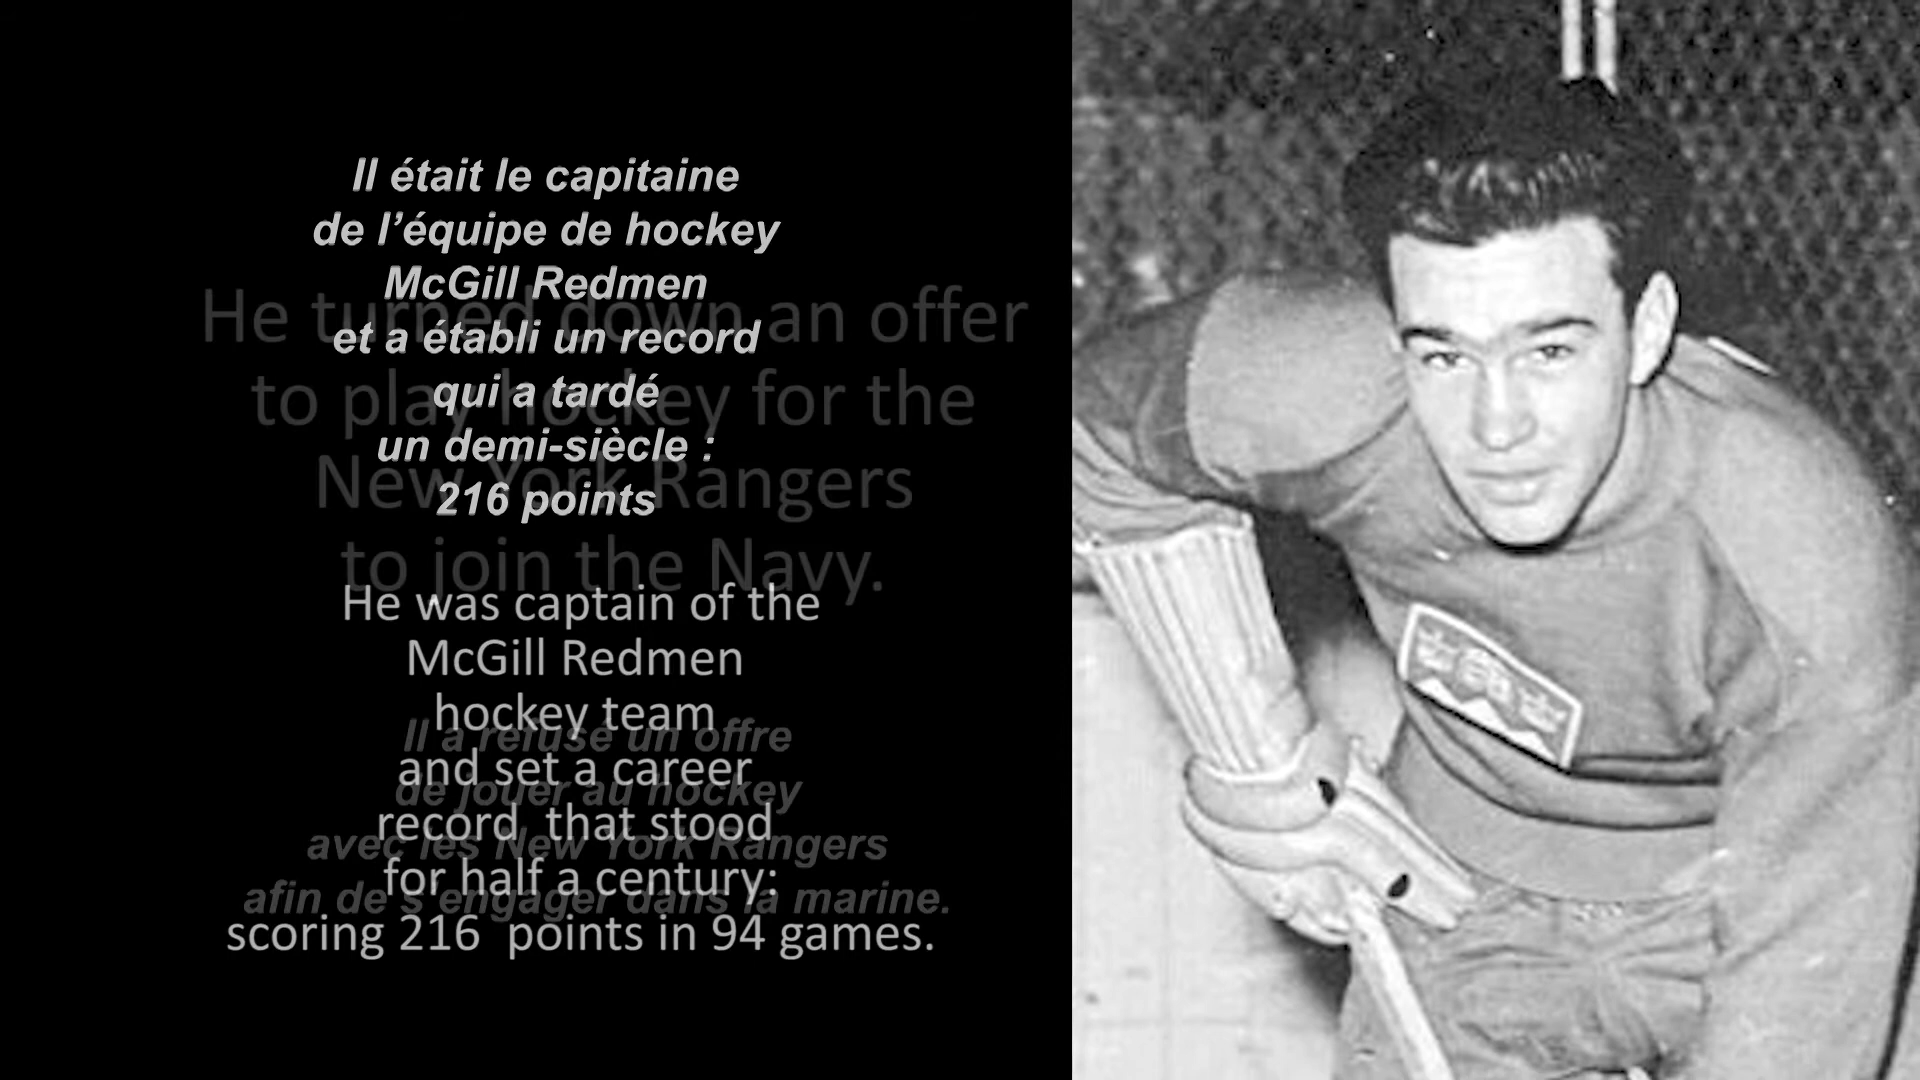 Il était le capitaine
de l’équipe de hockey
McGill Redmen
et a établi un record
qui a tardé
un demi-siècle :
216 points
He turned down an offer
to play hockey for the
New York Rangers
to join the Navy.
He was captain of the
McGill Redmen
hockey team
and set a career
record that stood
for half a century:
scoring 216 points in 94 games.
Il a refusé un offre
de jouer au hockey
avec les New York Rangers
afin de s'engager dans la marine.